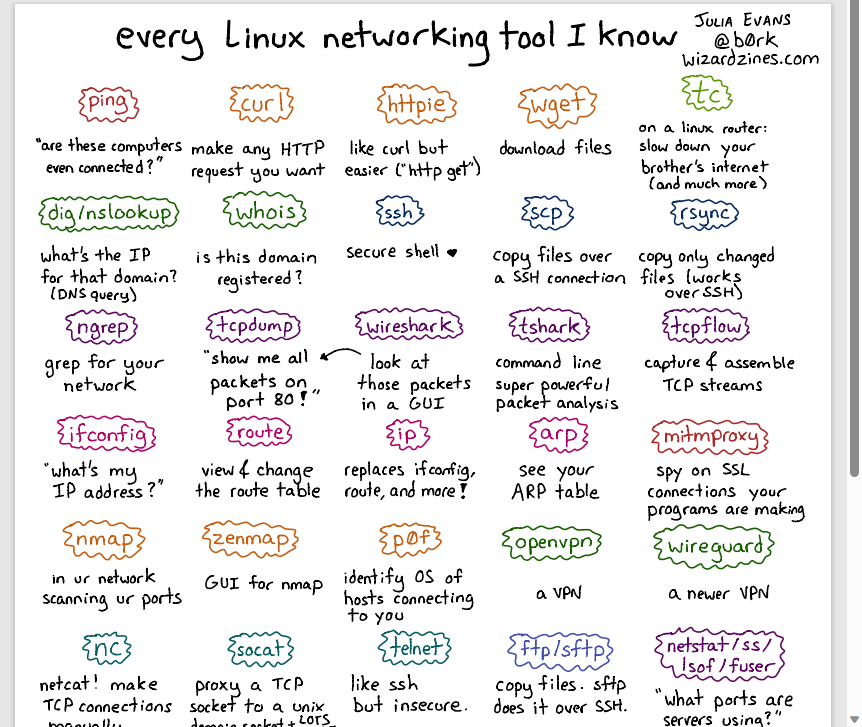 every Linux networking tool I know
JULIA EVANS
@b0rk
wizardzines.com
ping
"are these computers
even connected?"
curl
make any HTTP
request you want
httpie
like curl but
easier ("http get")
wget
download files
tc
on a linux router:
slow down your
brother's internet
(and much more)
dig/nslookup
what's the IP
for that domain?
(DNS query)
whois
is this domain
registered?
ssh
secure shell ♥
scp
copy files over
a SSH connection
rsync
copy only changed
files (works
over SSH)
ngrep
grep for your
network
tcpdump
"show me all
packets on
port 80!"
wireshark
look at
those packets
in a GUI
tshark
command line
super powerful
packet analysis
tcpflow
capture & assemble
TCP streams
ifconfig
"what's my
IP address?"
route
view & change
the route table
ip
replaces ifconfig,
route, and more!
arp
see your
ARP table
mitmproxy
spy on SSL
connections your
programs are making
nmap
in ur network
scanning ur ports
zenmap
GUI for nmap
p0f
identify OS of
hosts connecting
to you
openvpn
a VPN
wireguard
a newer VPN
nc
netcat! make
TCP connections
manually
socat
proxy a TCP
socket to a unix
domain socket + LOTS
telnet
like ssh
but insecure.
ftp/sftp
copy files. sftp
does it over SSH.
netstat/ss/
lsof/fuser
"what ports are
servers using?"